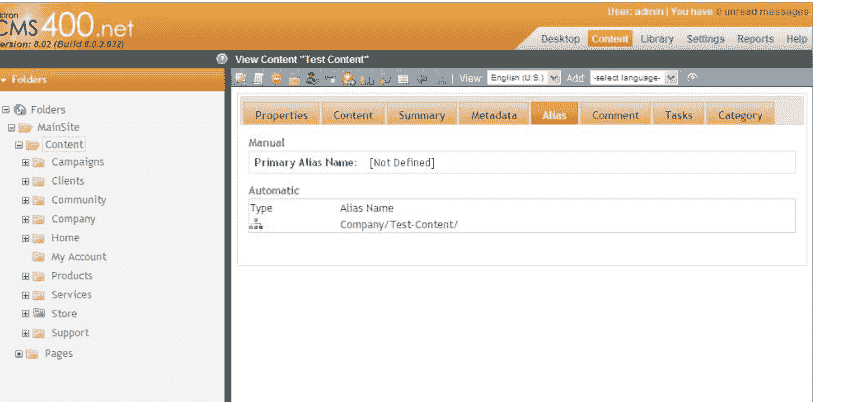 User: admin | You have 0 unread messages
CMS400.net
ersion: 8.02 (Build 8.0.2.032)
Desktop Content Library Settings Reports Help
View Content "Test Content"
Folders
View: English (U.S.) Add: -select language-
Folders
MainSite
Content
Campaigns
Clients
Community
Company
Home
My Account
Products
Services
Store
Support
Pages
Properties Content Summary Metadata Alias Comment Tasks Category
Manual
Primary Alias Name: [Not Defined]
Automatic
Type Alias Name
Company/Test-Content/